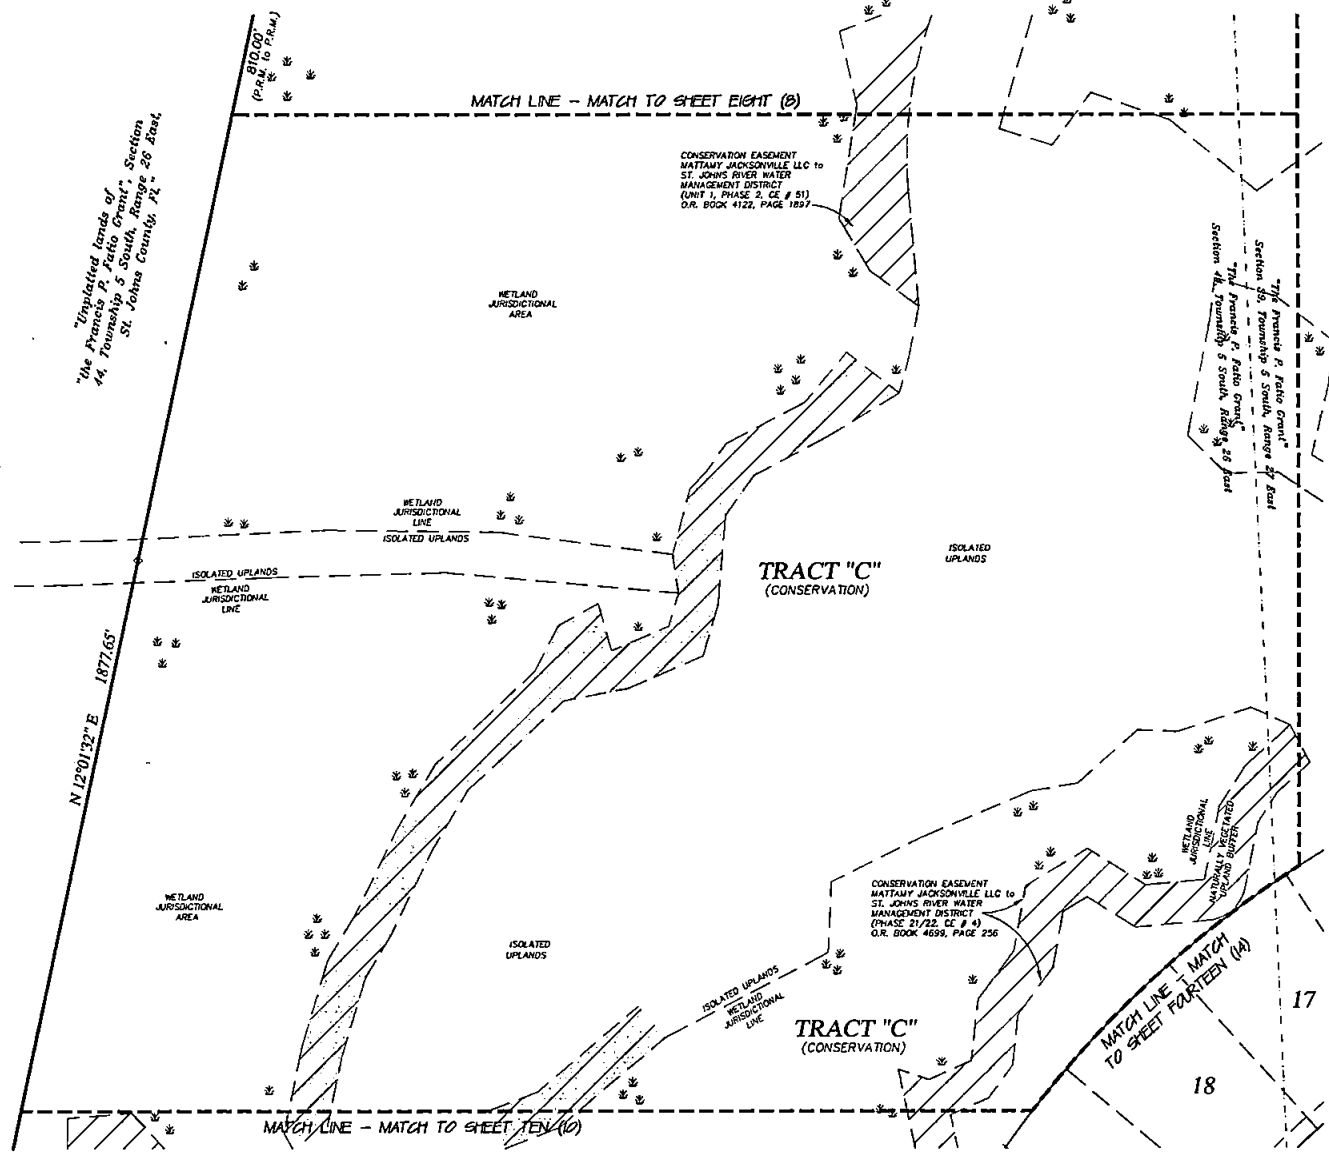 810.00'
(P.R.M. to P.R.M.)
MATCH LINE - MATCH TO SHEET EIGHT (8)
"Unplatted lands of
"the Francis P. Fatio Grant", Section
44, Township 5 South, Range 26 East,
St. Johns County, FL"
CONSERVATION EASEMENT
MATTAMY JACKSONVILLE LLC to
ST. JOHNS RIVER WATER
MANAGEMENT DISTRICT
(UNIT 1, PHASE 2, CE # 51)
O.R. BOOK 4122, PAGE 1897
"The Francis P. Fatio Grant"
Section 39, Township 5 South, Range 27 East
"The Francis P. Fatio Grant"
Section 44, Township 5 South, Range 26 East
WETLAND
JURISDICTIONAL
AREA
WETLAND
JURISDICTIONAL
LINE
ISOLATED UPLANDS
ISOLATED UPLANDS
WETLAND
JURISDICTIONAL
LINE
TRACT "C"
(CONSERVATION)
ISOLATED
UPLANDS
N 12°01'32" E 1877.65'
WETLAND
JURISDICTIONAL
AREA
ISOLATED
UPLANDS
WETLAND
JURISDICTIONAL
LINE
NATURALLY VEGETATED
UPLAND BUFFER
CONSERVATION EASEMENT
MATTAMY JACKSONVILLE LLC to
ST. JOHNS RIVER WATER
MANAGEMENT DISTRICT
(PHASE 21/22, CE # 4)
O.R. BOOK 4699, PAGE 256
ISOLATED UPLANDS
WETLAND
JURISDICTIONAL
LINE
TRACT "C"
(CONSERVATION)
MATCH LINE - MATCH
TO SHEET FOURTEEN (14)
17
18
MATCH LINE - MATCH TO SHEET TEN (10)